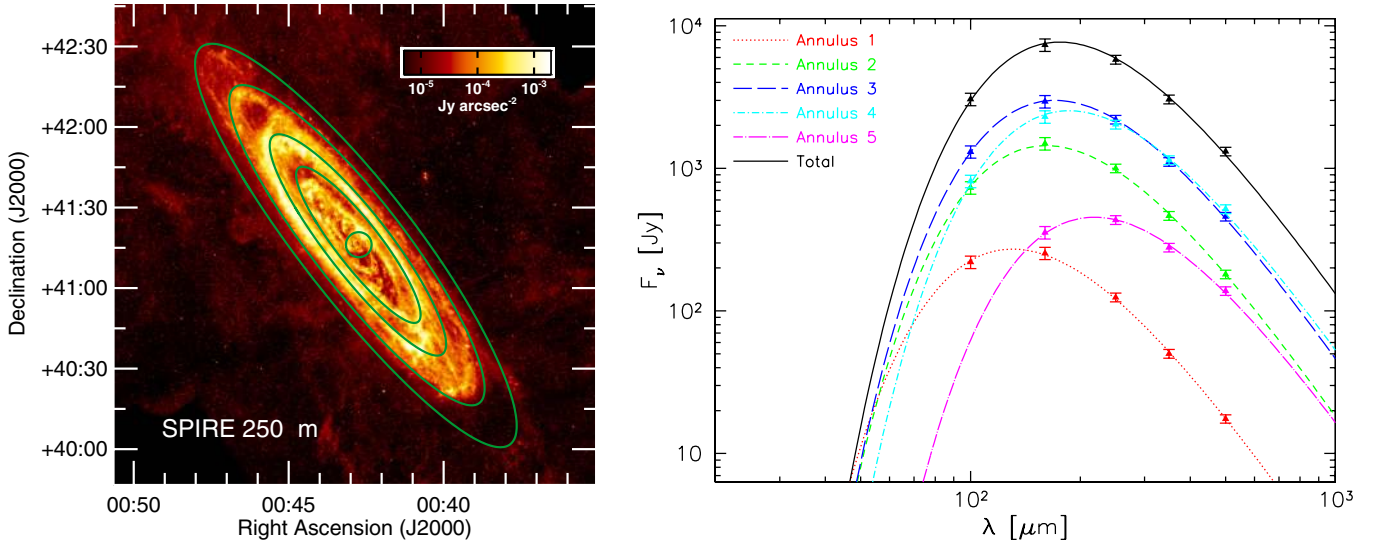 +42:30
+42:00
+41:30
+41:00
+40:30
+40:00
Declination (J2000)
10⁻⁵ 10⁻⁴ 10⁻³
Jy arcsec⁻²
SPIRE 250 m
00:50 00:45 00:40
Right Ascension (J2000)
10⁴
10³
10²
10
F_ν [Jy]
Annulus 1
Annulus 2
Annulus 3
Annulus 4
Annulus 5
Total
10² 10³
λ [μm]